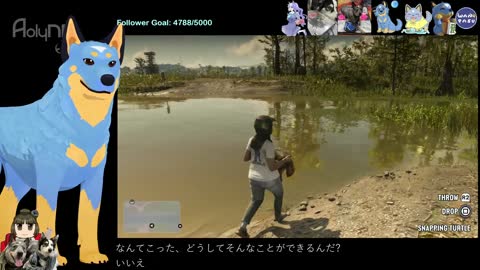 Follower Goal: 4788/5000
THROW R2
DROP
SNAPPING TURTLE
なんてこった、どうしてそんなことができるんだ?
いいえ